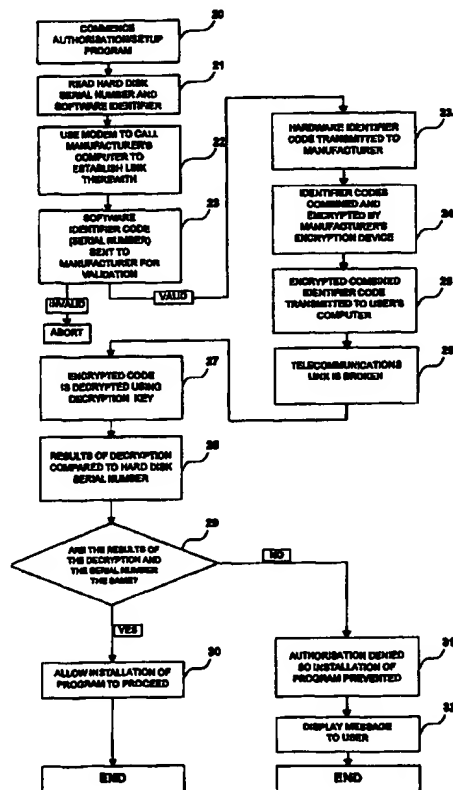 20
COMMENCE
AUTHORISATION/SETUP
PROGRAM
21
READ HARD DISK
SERIAL NUMBER AND
SOFTWARE IDENTIFIER
USE MODEM TO CALL
MANUFACTURER'S
COMPUTER TO
ESTABLISH LINK
THEREWITH
22
23
SOFTWARE
IDENTIFIER CODE
(SERIAL NUMBER)
SENT TO
MANUFACTURER FOR
VALIDATION
INVALID
VALID
ABORT
23A
HARDWARE IDENTIFIER
CODE TRANSMITTED TO
MANUFACTURER
24
IDENTIFIER CODES
COMBINED AND
ENCRYPTED BY
MANUFACTURER'S
ENCRYPTION DEVICE
25
ENCRYPTED COMBINED
IDENTIFIER CODE
TRANSMITTED TO USER'S
COMPUTER
26
TELECOMMUNICATIONS
LINK IS BROKEN
27
ENCRYPTED CODE
IS DECRYPTED USING
DECRYPTION KEY
28
RESULTS OF DECRYPTION
COMPARED TO HARD DISK
SERIAL NUMBER
29
ARE THE RESULTS OF
THE DECRYPTION AND
THE SERIAL NUMBER
THE SAME?
NO
YES
30
ALLOW INSTALLATION OF
PROGRAM TO PROCEED
END
31
AUTHORISATION DENIED
SO INSTALLATION OF
PROGRAM PREVENTED
32
DISPLAY MESSAGE
TO USER
END